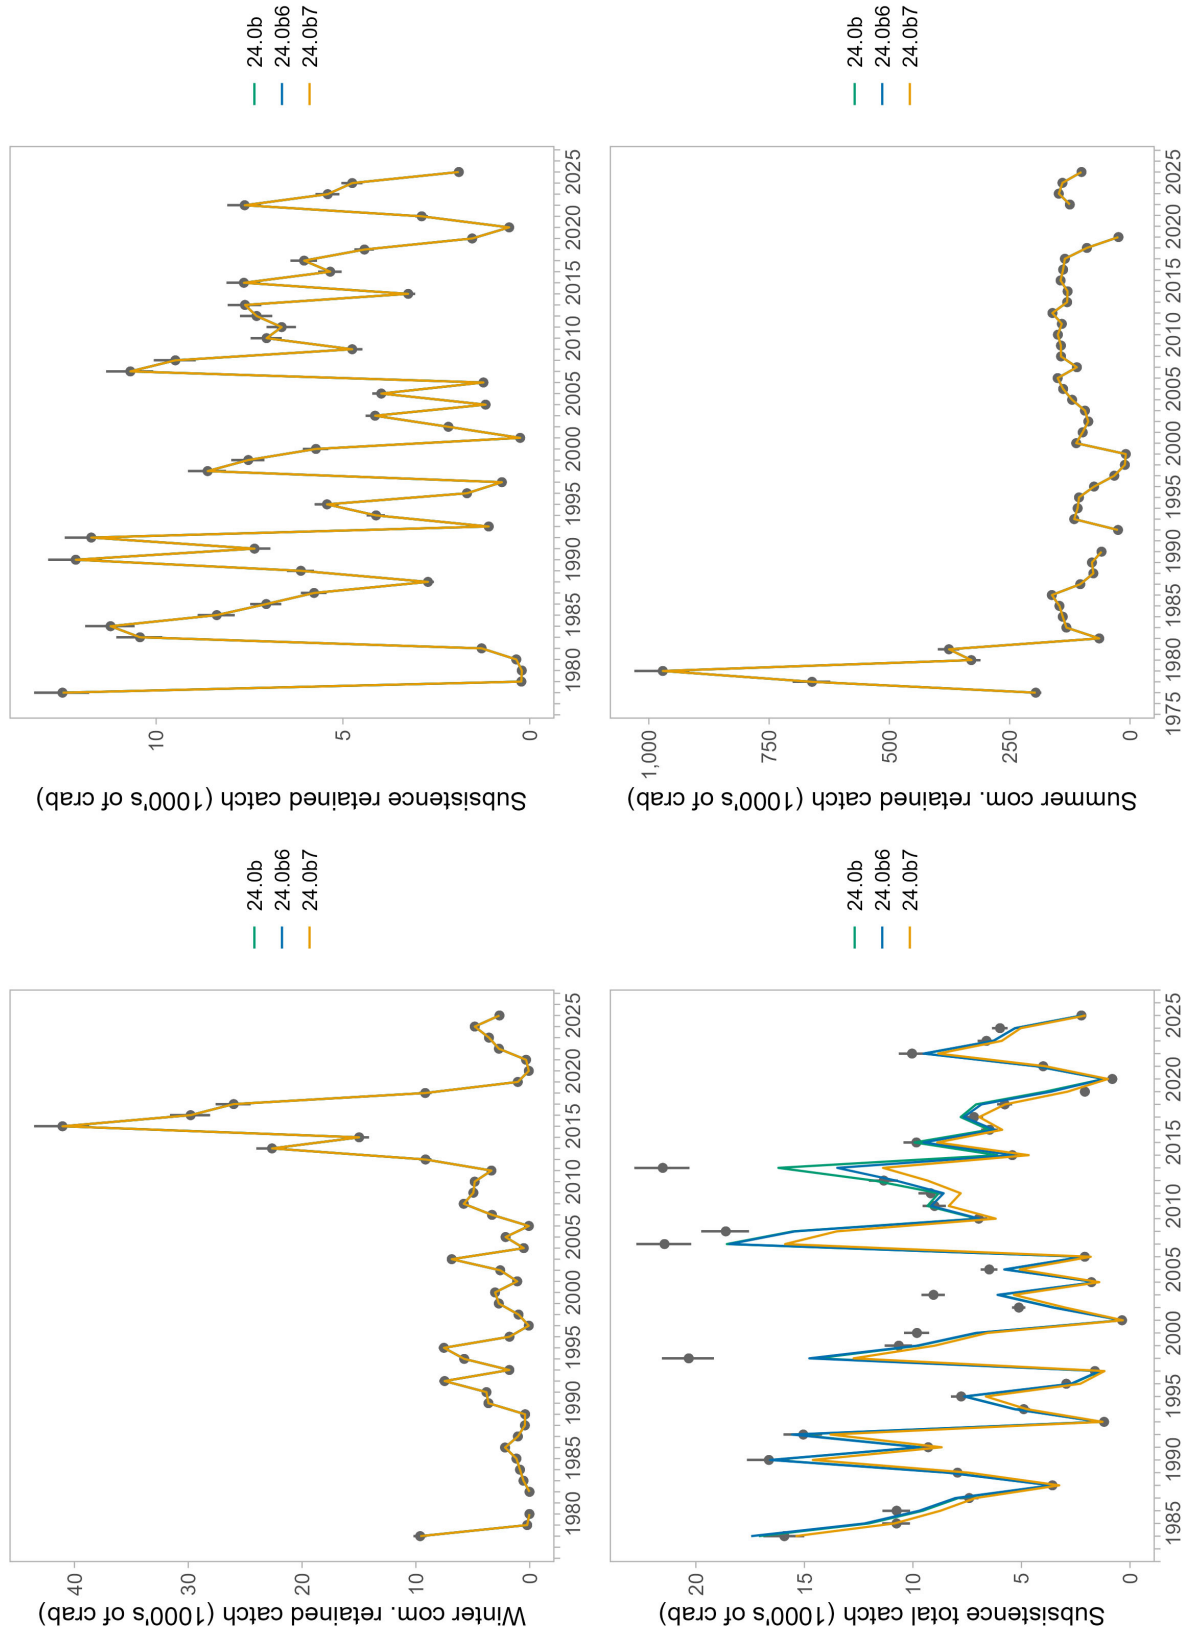 Winter com. retained catch (1000's of crab)
40
30
20
10
0
1980 1985 1990 1995 2000 2005 2010 2015 2020 2025
24.0b
24.0b6
24.0b7
Subsistence retained catch (1000's of crab)
10
5
0
1980 1985 1990 1995 2000 2005 2010 2015 2020 2025
24.0b
24.0b6
24.0b7
Subsistence total catch (1000's of crab)
20
15
10
5
0
1985 1990 1995 2000 2005 2010 2015 2020 2025
24.0b
24.0b6
24.0b7
Summer com. retained catch (1000's of crab)
1,000
750
500
250
0
1975 1980 1985 1990 1995 2000 2005 2010 2015 2020 2025
24.0b
24.0b6
24.0b7